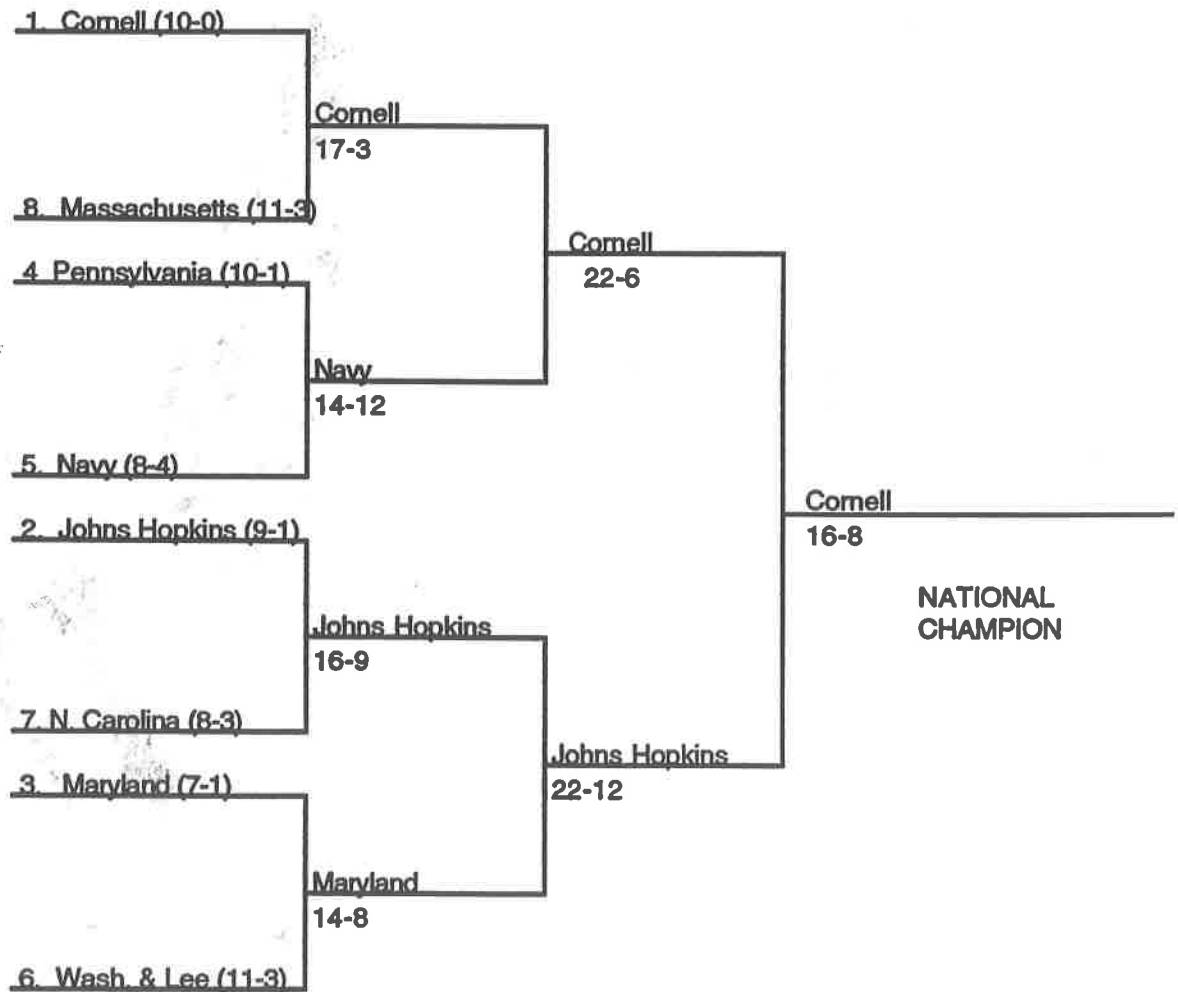 1. Cornell (10-0)
Cornell
17-3
8. Massachusetts (11-3)
Cornell
22-6
4 Pennsylvania (10-1)
Navy
14-12
5. Navy (8-4)
Cornell
16-8
NATIONAL
CHAMPION
2. Johns Hopkins (9-1)
Johns Hopkins
16-9
7. N. Carolina (8-3)
Johns Hopkins
22-12
3. Maryland (7-1)
Maryland
14-8
6. Wash. & Lee (11-3)